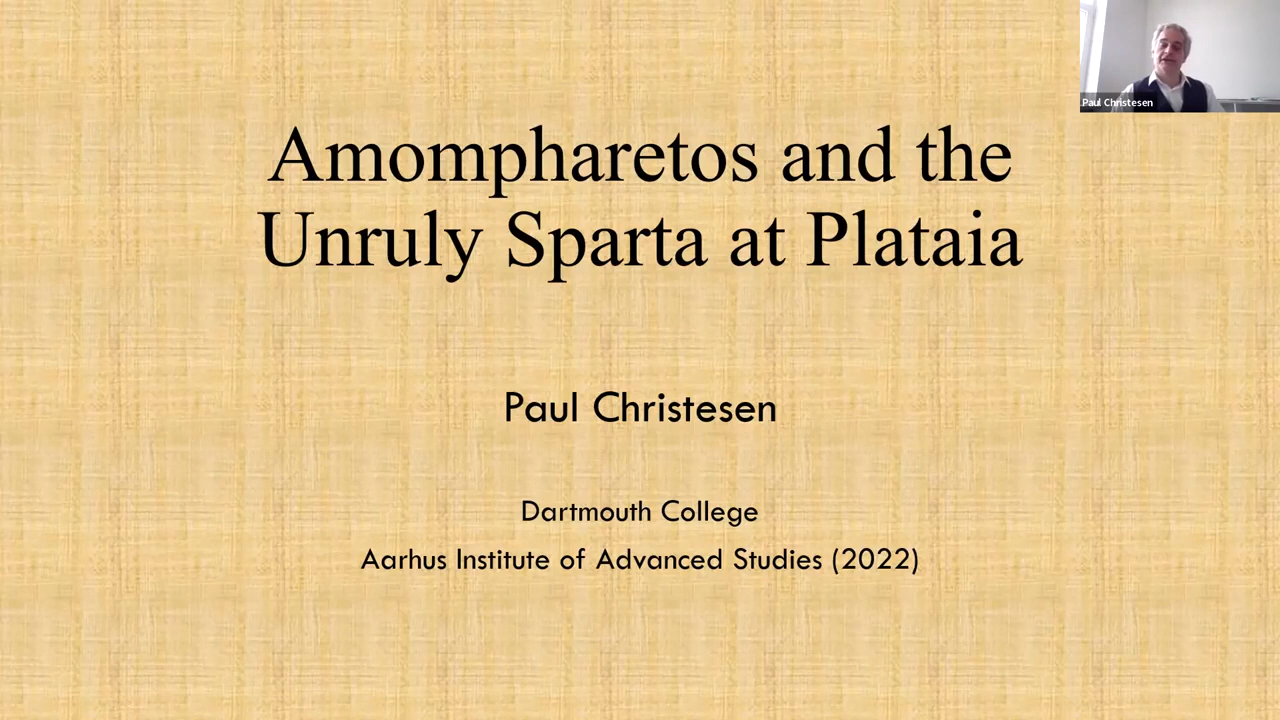 Paul Christesen
Amompharetos and the
Unruly Sparta at Plataia
Paul Christesen
Dartmouth College
Aarhus Institute of Advanced Studies (2022)